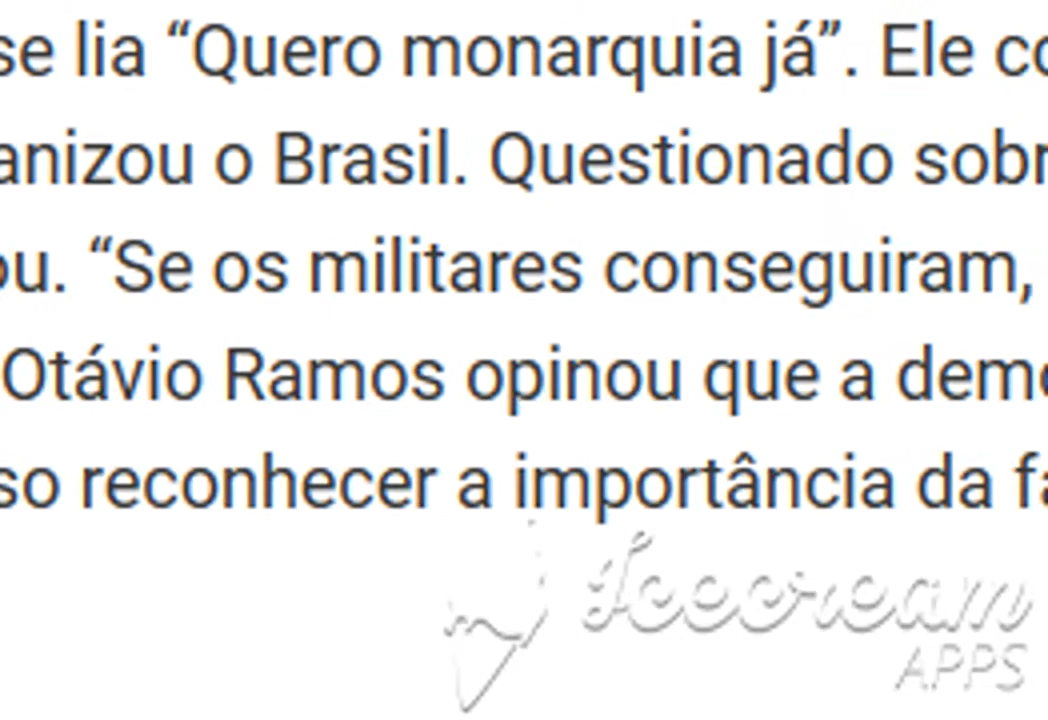 se lia “Quero monarquia já”. Ele co
anizou o Brasil. Questionado sobr
ou. “Se os militares conseguiram,
Otávio Ramos opinou que a demo
so reconhecer a importância da fa
Icecream
APPS